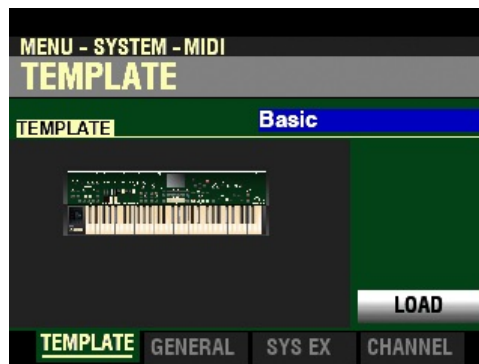 MENU - SYSTEM - MIDI
TEMPLATE
TEMPLATE Basic
LOAD
TEMPLATE GENERAL SYS EX CHANNEL